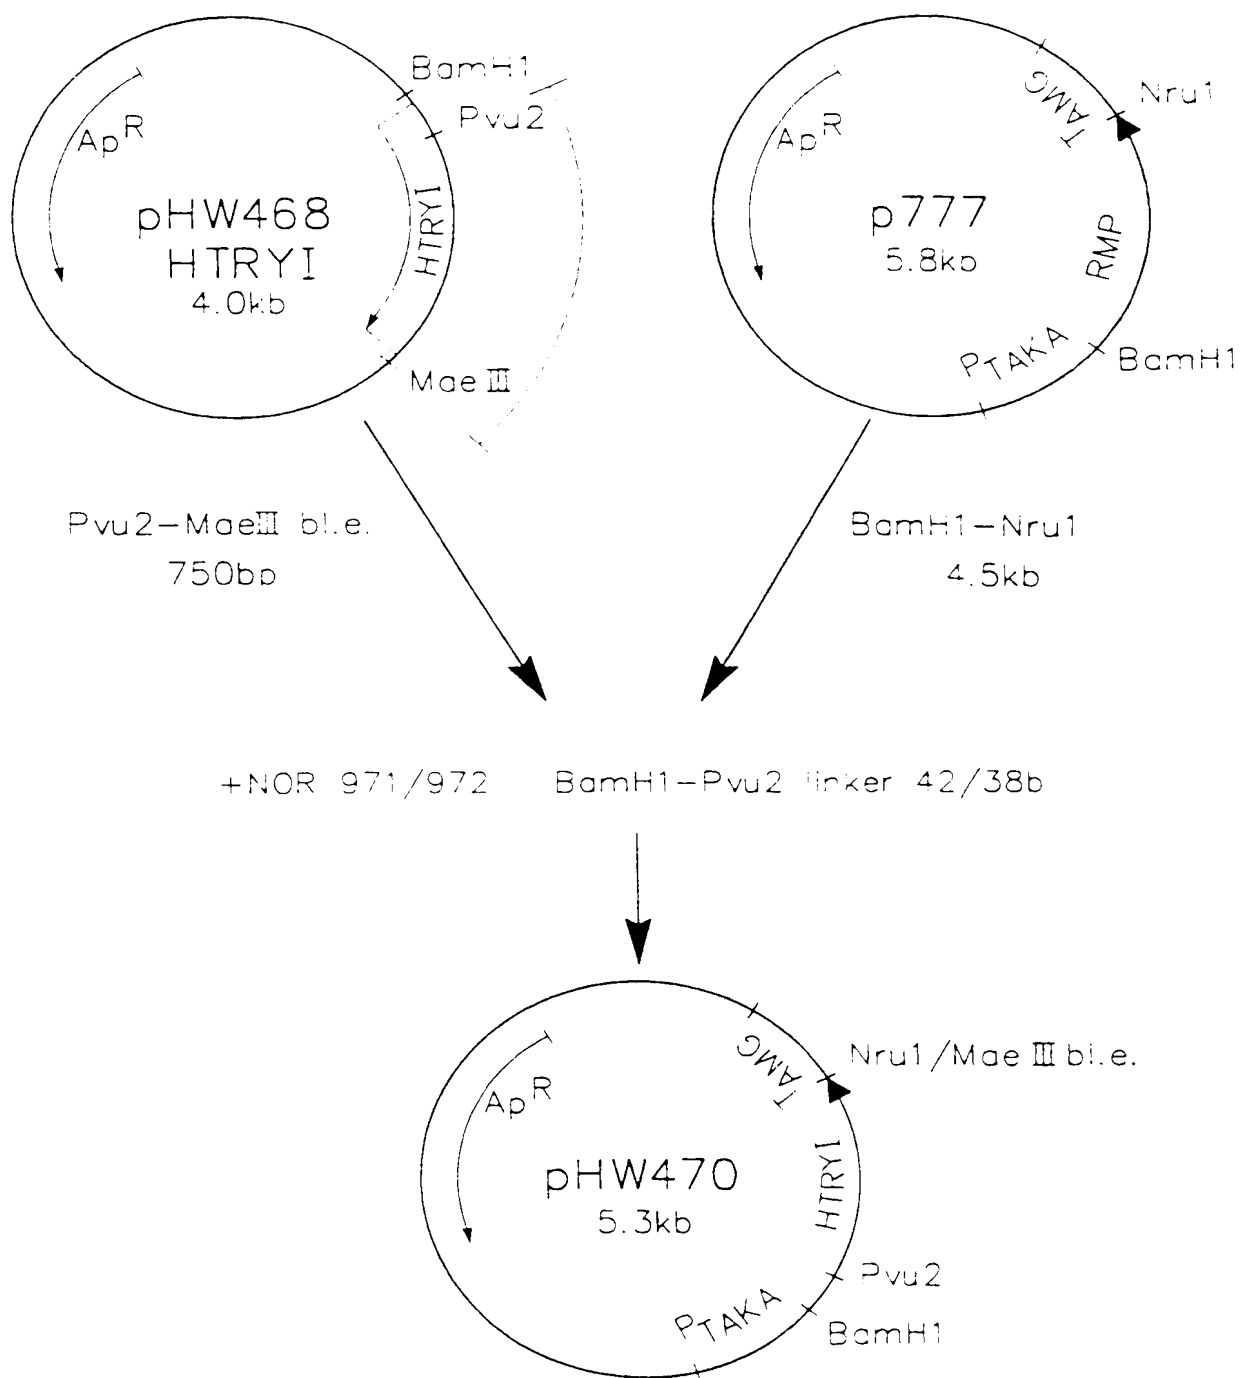 BamH1
Pvu2
ApR
pHW468
HTRYI
4.0kb
HTRYI
Mae III
TAMG
Nru1
ApR
p777
5.8kb
RMP
PTAKA
BamH1
Pvu2-MaeIII bl.e.
750bp
BamH1-Nru1
4.5kb
+NOR 971/972 BamH1-Pvu2 linker 42/38b
TAMG
Nru1/Mae III bl.e.
ApR
pHW470
5.3kb
HTRYI
Pvu2
PTAKA
BamH1